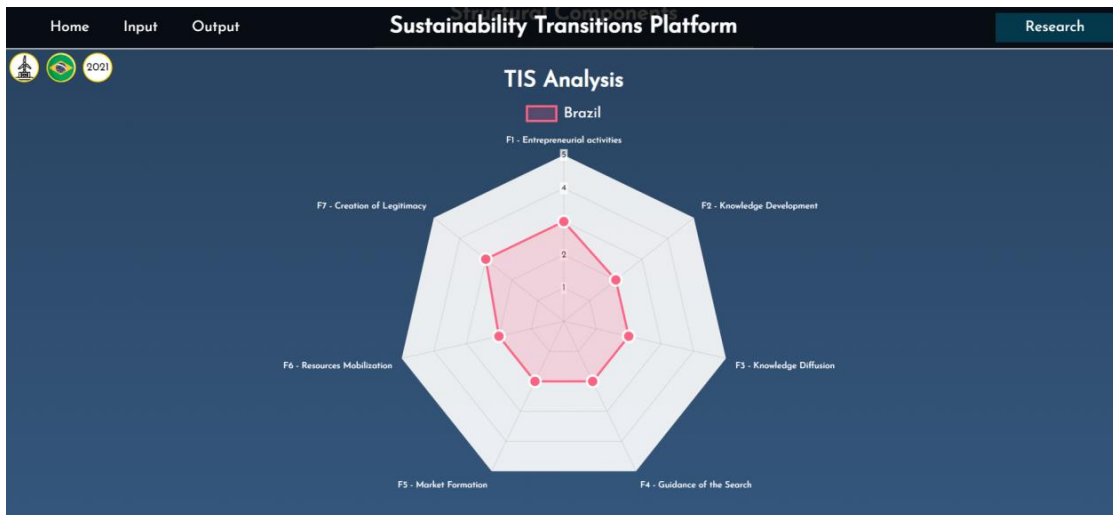 Structural Components
Home Input Output Sustainability Transitions Platform Research
2021
TIS Analysis
Brazil
F1 - Entrepreneurial activities
5
4
F7 - Creation of Legitimacy
F2 - Knowledge Development
2
1
F6 - Resources Mobilization
F3 - Knowledge Diffusion
F5 - Market Formation
F4 - Guidance of the Search